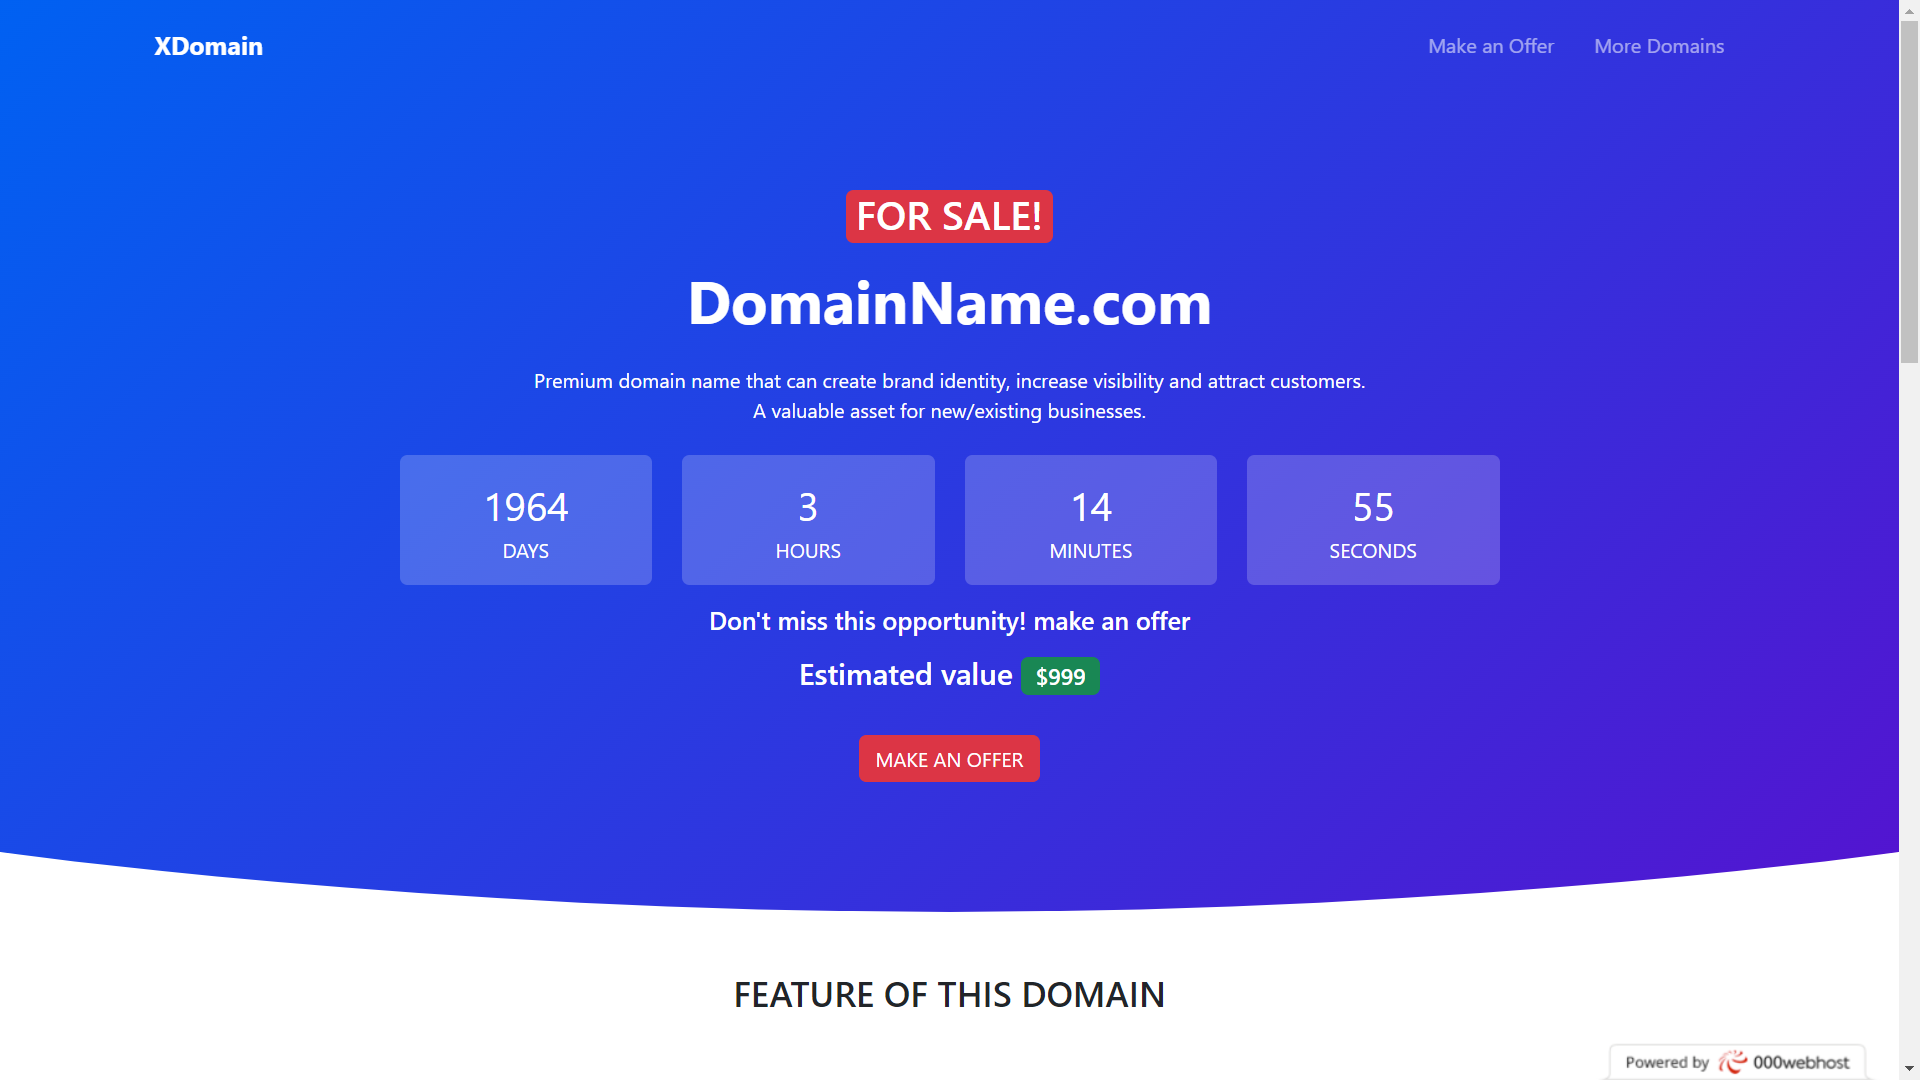 XDomain
Make an Offer
More Domains
FOR SALE!
DomainName.com
Premium domain name that can create brand identity, increase visibility and attract customers.
A valuable asset for new/existing businesses.
1964
DAYS
3
HOURS
14
MINUTES
55
SECONDS
Don't miss this opportunity! make an offer
Estimated value $999
MAKE AN OFFER
FEATURE OF THIS DOMAIN
Powered by 000webhost